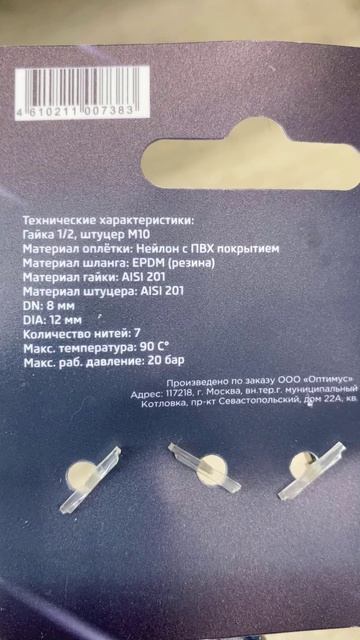 4 610211 007383
Технические характеристики:
Гайка 1/2, штуцер М10
Материал оплётки: Нейлон с ПВХ покрытием
Материал шланга: EPDM (резина)
Материал гайки: AISI 201
Материал штуцера: AISI 201
DN: 8 мм
DIA: 12 мм
Количество нитей: 7
Макс. температура: 90 С°
Макс. раб. давление: 20 бар
Произведено по заказу ООО «Оптимус»
Адрес: 117218, г. Москва, вн.тер.г. муниципальный
Котловка, пр-кт Севастопольский, дом 22А, кв.